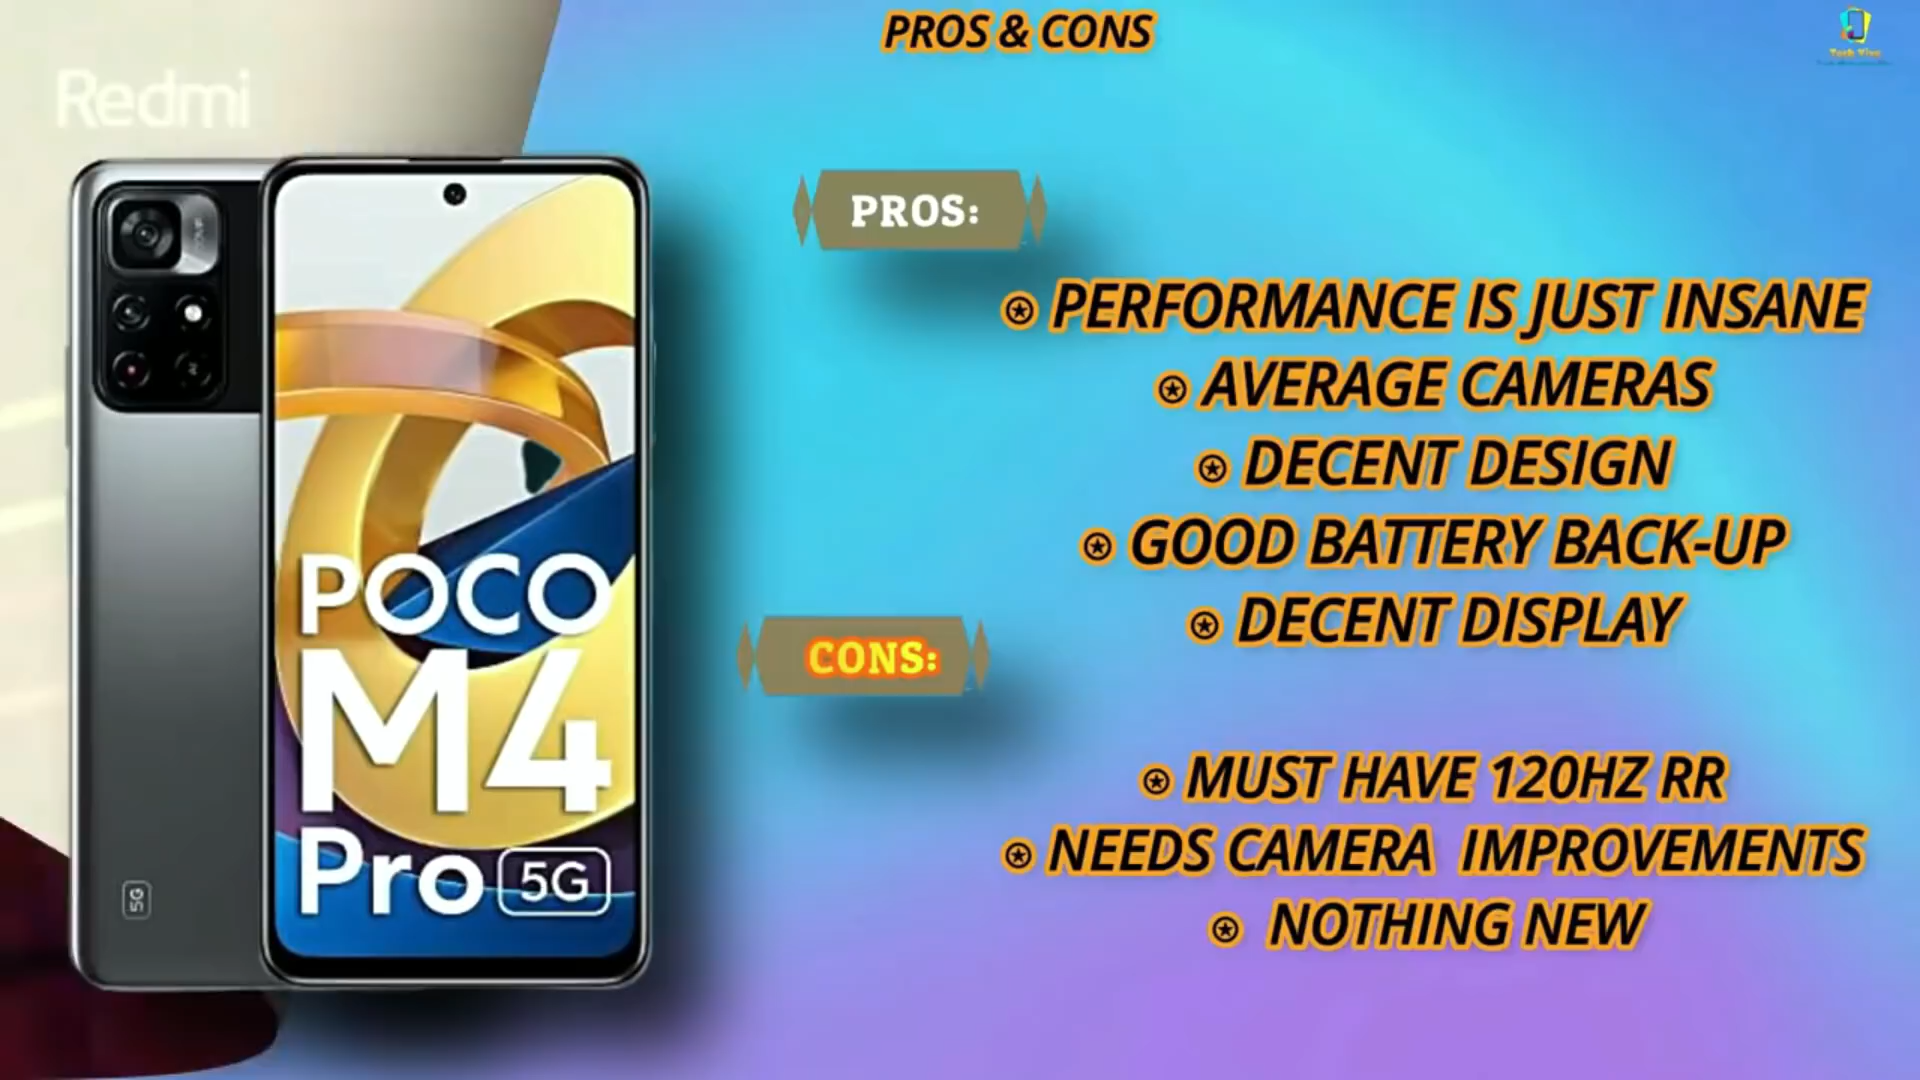 PROS & CONS
Redmi
PROS:
PERFORMANCE IS JUST INSANE
AVERAGE CAMERAS
DECENT DESIGN
GOOD BATTERY BACK-UP
DECENT DISPLAY
CONS:
MUST HAVE 120HZ RR
NEEDS CAMERA IMPROVEMENTS
NOTHING NEW
POCO
M4
Pro 5G
5G
AI